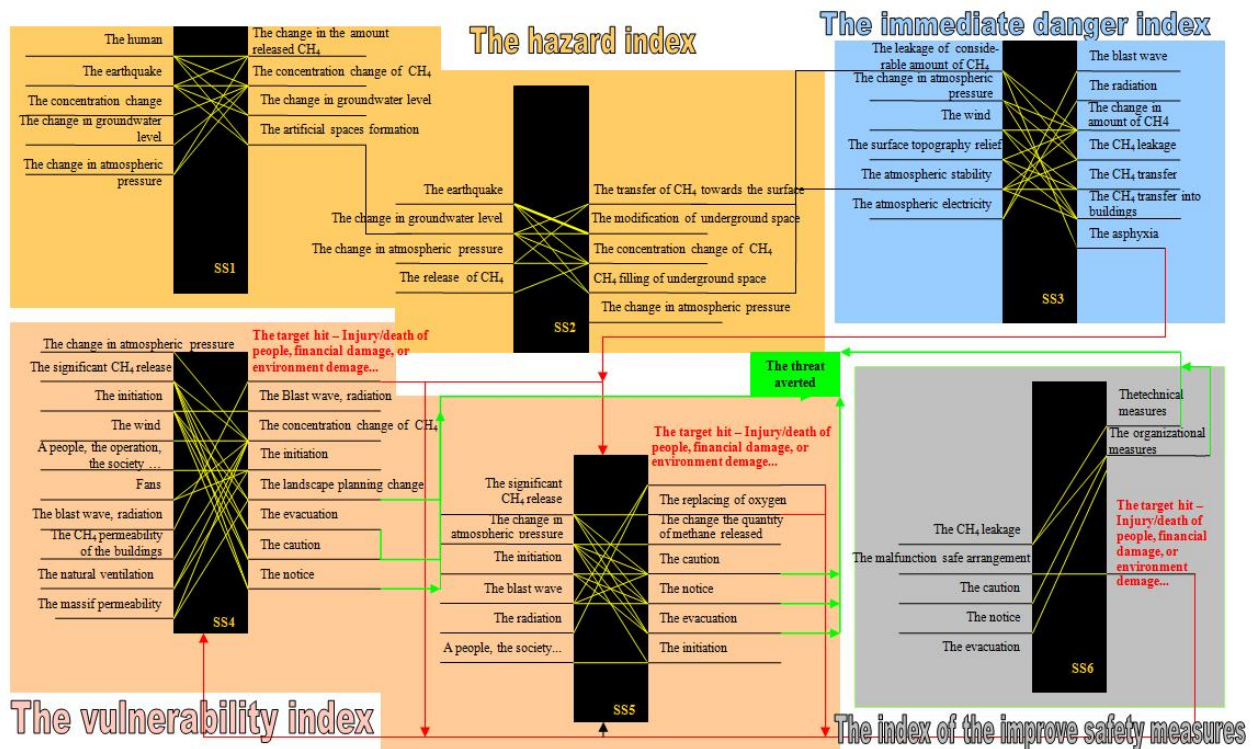 The hazard index
The immediate danger index
The human
The earthquake
The concentration change
The change in groundwater
level
The change in atmospheric
pressure
The change in the amount
released CH₄
The concentration change of CH₄
The change in groundwater level
The artificial spaces formation
SS1
The earthquake
The change in groundwater level
The change in atmospheric pressure
The release of CH₄
The transfer of CH₄ towards the surface
The modification of underground space
The concentration change of CH₄
CH₄ filling of underground space
The change in atmospheric pressure
SS2
The leakage of conside-
rable amount of CH₄
The change in atmospheric
pressure
The wind
The surface topography relief
The atmospheric stability
The atmospheric electricity
The blast wave
The radiation
The change in
amount of CH4
The CH₄ leakage
The CH₄ transfer
The CH₄ transfer into
buildings
The asphyxia
SS3
The change in atmospheric pressure
The significant CH₄ release
The initiation
The wind
A people, the operation,
the society ...
Fans
The blast wave, radiation
The CH₄ permeability
of the buildings
The natural ventilation
The massif permeability
The target hit – Injury/death of
people, financial damage, or
environment demage...
The Blast wave, radiation
The concentration change of CH₄
The initiation
The landscape planning change
The evacuation
The caution
The notice
SS4
The threat
averted
The significant
CH₄ release
The change in
atmospheric pressure
The initiation
The blast wave
The radiation
A people, the society...
The target hit – Injury/death of
people, financial damage, or
environment demage...
The replacing of oxygen
The change the quantity
of methane released
The caution
The notice
The evacuation
The initiation
SS5
The CH₄ leakage
The malfunction safe arrangement
The caution
The notice
The evacuation
Thetechnical
measures
The organizational
measures
The target hit –
Injury/death of
people, financial
damage, or
environment
demage...
SS6
The vulnerability index
The index of the improve safety measures